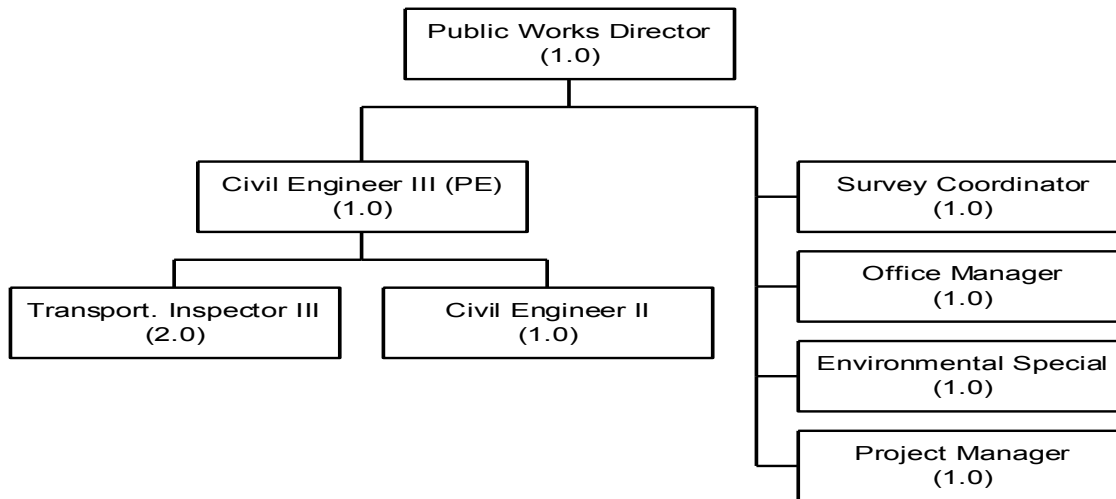 Public Works Director
(1.0)
Civil Engineer III (PE)
(1.0)
Transport. Inspector III
(2.0)
Civil Engineer II
(1.0)
Survey Coordinator
(1.0)
Office Manager
(1.0)
Environmental Special
(1.0)
Project Manager
(1.0)